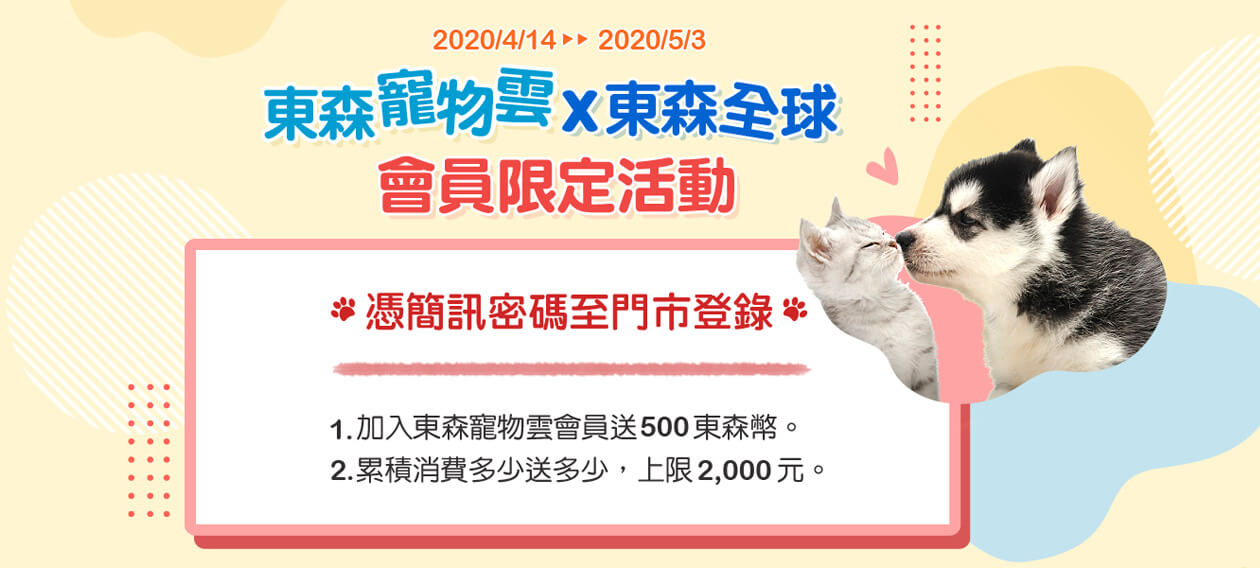 2020/4/14▸▸ 2020/5/3
東森寵物雲X東森全球
會員限定活動
憑簡訊密碼至門市登錄
1.加入東森寵物雲會員送500東森幣。
2.累積消費多少送多少，上限2,000元。